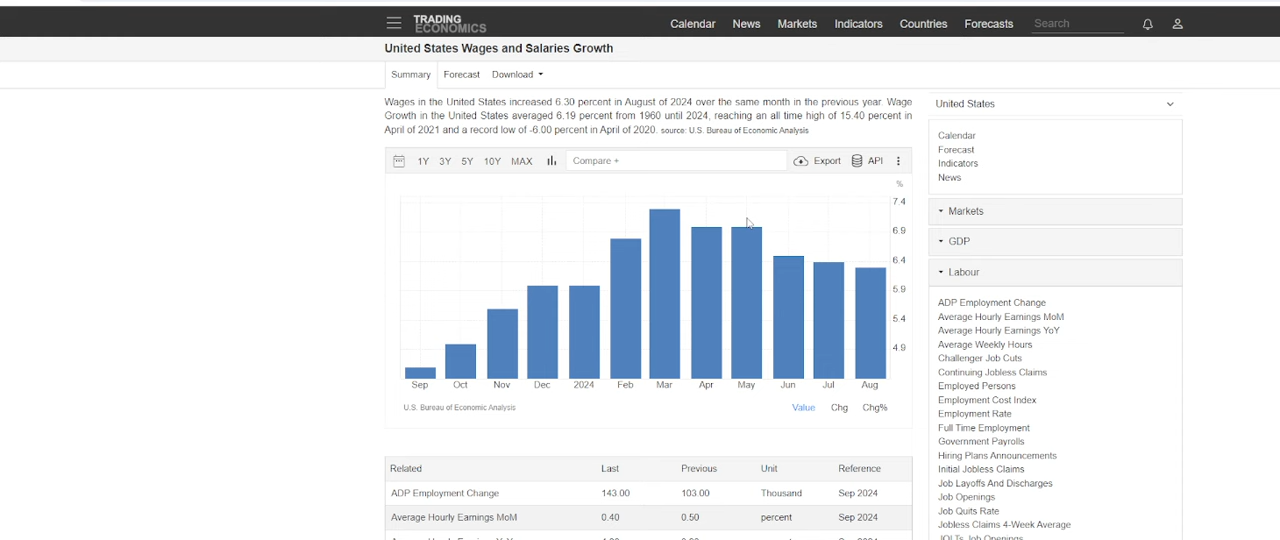 TRADING
ECONOMICS
Calendar News Markets Indicators Countries Forecasts Search
United States Wages and Salaries Growth
Summary Forecast Download
Wages in the United States increased 6.30 percent in August of 2024 over the same month in the previous year. Wage
Growth in the United States averaged 6.19 percent from 1960 until 2024, reaching an all time high of 15.40 percent in
April of 2021 and a record low of -6.00 percent in April of 2020. source: U.S. Bureau of Economic Analysis
1Y 3Y 5Y 10Y MAX Compare + Export API
%
7.4
6.9
6.4
5.9
5.4
4.9
Sep Oct Nov Dec 2024 Feb Mar Apr May Jun Jul Aug
U.S. Bureau of Economic Analysis Value Chg Chg%
Related Last Previous Unit Reference
ADP Employment Change 143.00 103.00 Thousand Sep 2024
Average Hourly Earnings MoM 0.40 0.50 percent Sep 2024
United States
Calendar
Forecast
Indicators
News
Markets
GDP
Labour
ADP Employment Change
Average Hourly Earnings MoM
Average Hourly Earnings YoY
Average Weekly Hours
Challenger Job Cuts
Continuing Jobless Claims
Employed Persons
Employment Cost Index
Employment Rate
Full Time Employment
Government Payrolls
Hiring Plans Announcements
Initial Jobless Claims
Job Layoffs And Discharges
Job Openings
Job Quits Rate
Jobless Claims 4-Week Average
JOLTs Job Openings